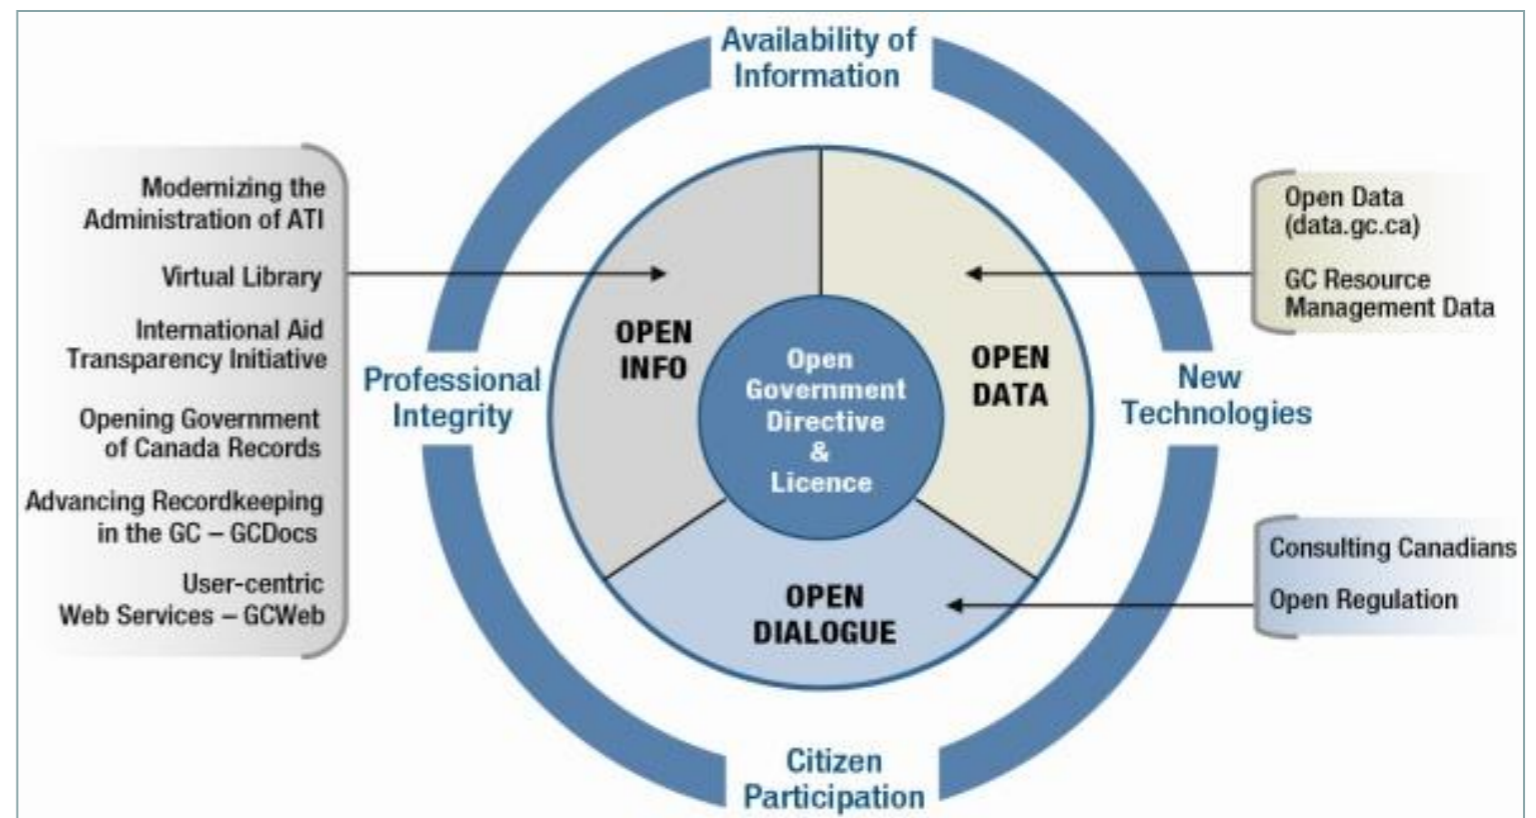 Availability of
Information
Modernizing the
Administration of ATI
Virtual Library
International Aid
Transparency Initiative
Opening Government
of Canada Records
Advancing Recordkeeping
in the GC – GCDocs
User-centric
Web Services – GCWeb
Professional
Integrity
OPEN
INFO
Open
Government
Directive
&
Licence
OPEN
DATA
OPEN
DIALOGUE
New
Technologies
Open Data
(data.gc.ca)
GC Resource
Management Data
Consulting Canadians
Open Regulation
Citizen
Participation